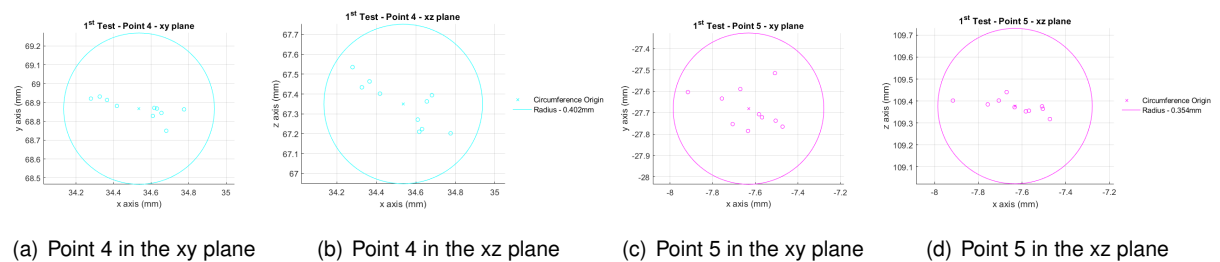 1st Test - Point 4 - xy plane
69.2
69.1
69
68.9
68.8
68.7
68.6
68.5
y axis (mm)
34.2
34.4
34.6
34.8
35
x axis (mm)
1st Test - Point 4 - xz plane
67.7
67.6
67.5
67.4
67.3
67.2
67.1
67
z axis (mm)
34.2
34.4
34.6
34.8
35
x axis (mm)
Circumference Origin
Radius - 0.402mm
1st Test - Point 5 - xy plane
-27.4
-27.5
-27.6
-27.7
-27.8
-27.9
-28
y axis (mm)
-8
-7.8
-7.6
-7.4
-7.2
x axis (mm)
1st Test - Point 5 - xz plane
109.7
109.6
109.5
109.4
109.3
109.2
109.1
z axis (mm)
-8
-7.8
-7.6
-7.4
-7.2
x axis (mm)
Circumference Origin
Radius - 0.354mm
(a) Point 4 in the xy plane
(b) Point 4 in the xz plane
(c) Point 5 in the xy plane
(d) Point 5 in the xz plane